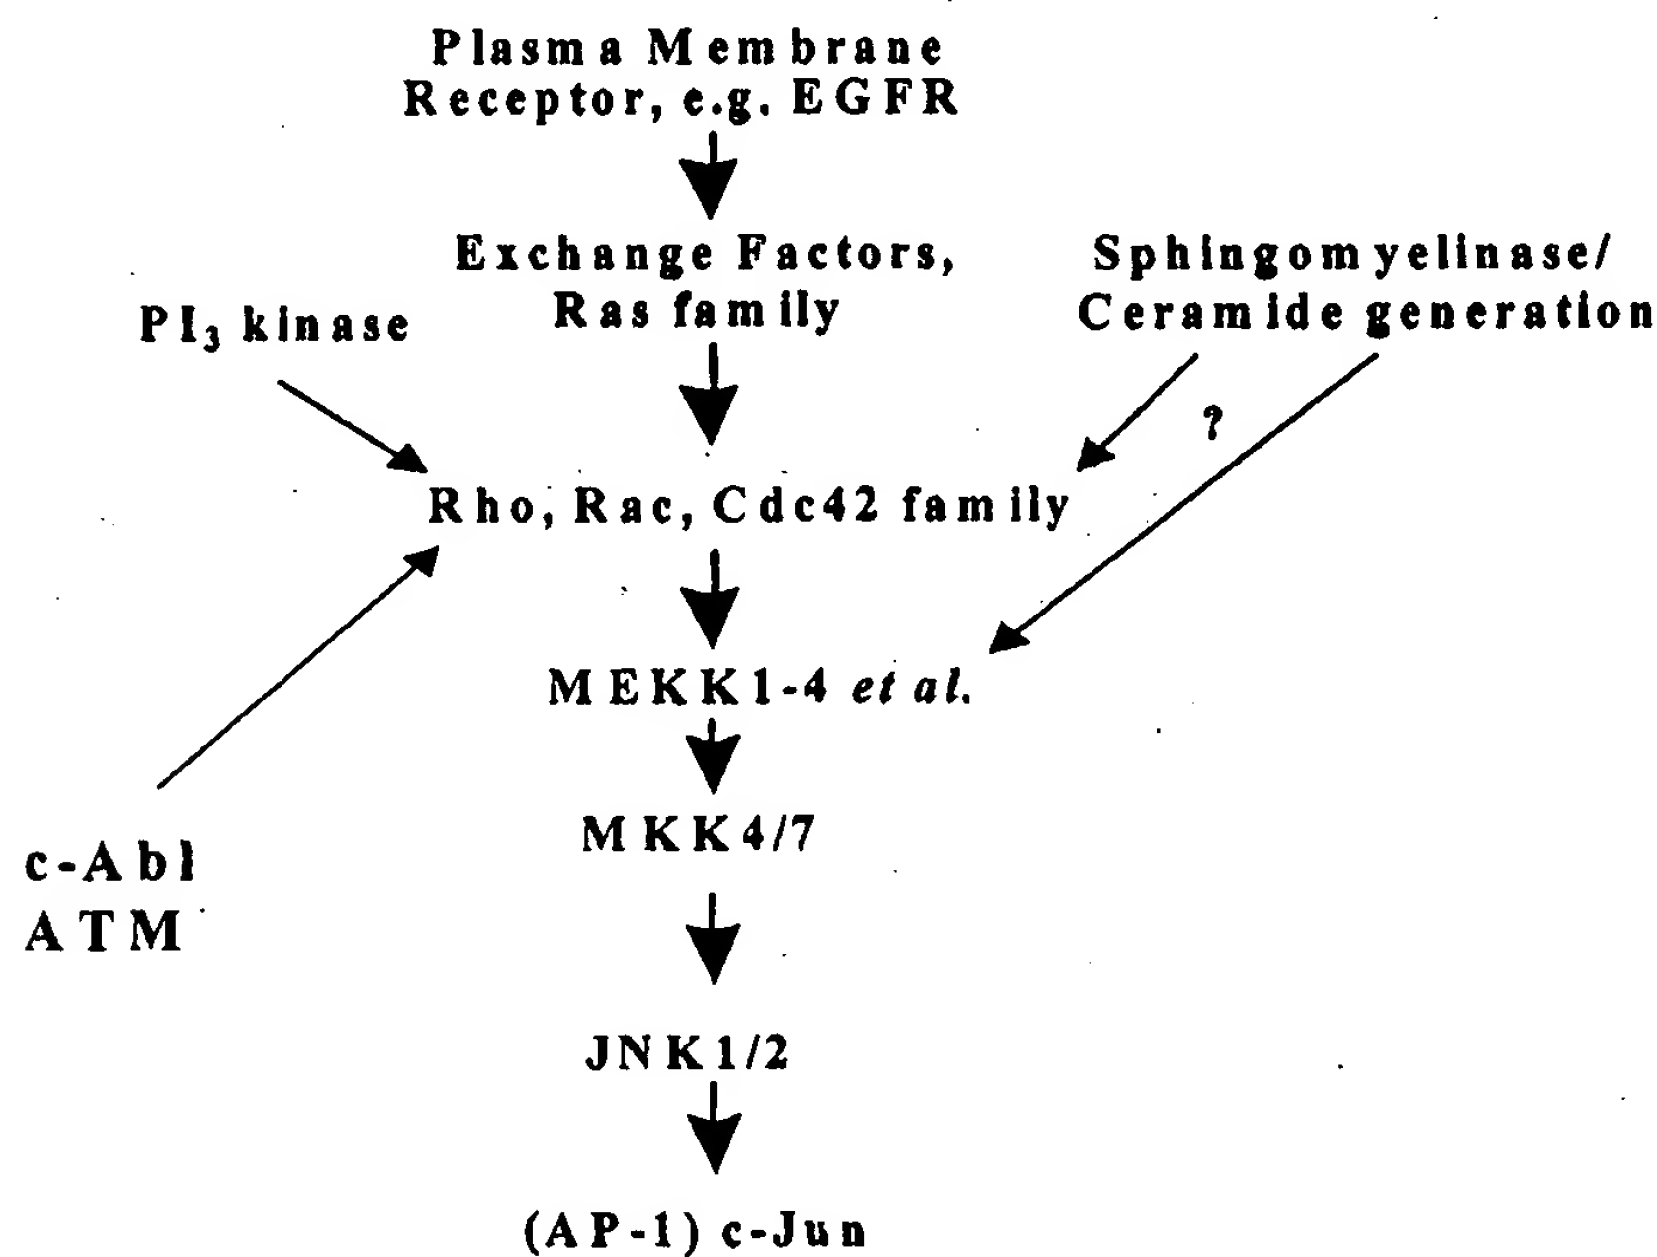 Plasma Membrane
Receptor, e.g. EGFR
Exchange Factors,
Ras family
Sphingomyelinase/
Ceramide generation
PI₃ kinase
?
Rho, Rac, Cdc42 family
MEKK1-4 et al.
MKK4/7
c-Abl
ATM
JNK1/2
(AP-1) c-Jun